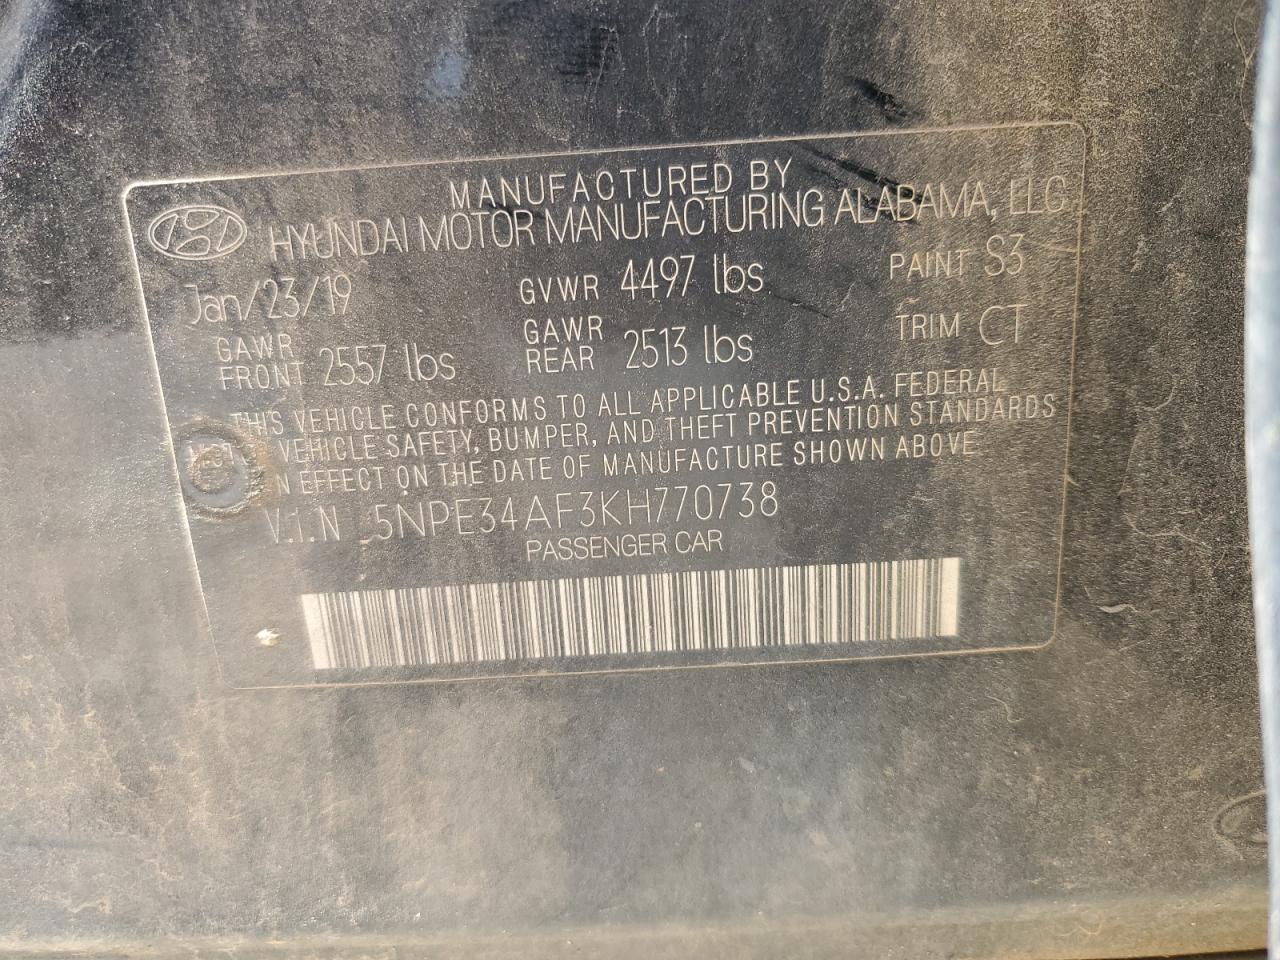 MANUFACTURED BY
HYUNDAI MOTOR MANUFACTURING ALABAMA, LLC
Jan/23/19 GVWR 4497 lbs PAINT S3
GAWR FRONT 2557 lbs GAWR REAR 2513 lbs TRIM CT
THIS VEHICLE CONFORMS TO ALL APPLICABLE U.S.A. FEDERAL
VEHICLE SAFETY, BUMPER, AND THEFT PREVENTION STANDARDS
IN EFFECT ON THE DATE OF MANUFACTURE SHOWN ABOVE
V.I.N 5NPE34AF3KH770738
PASSENGER CAR